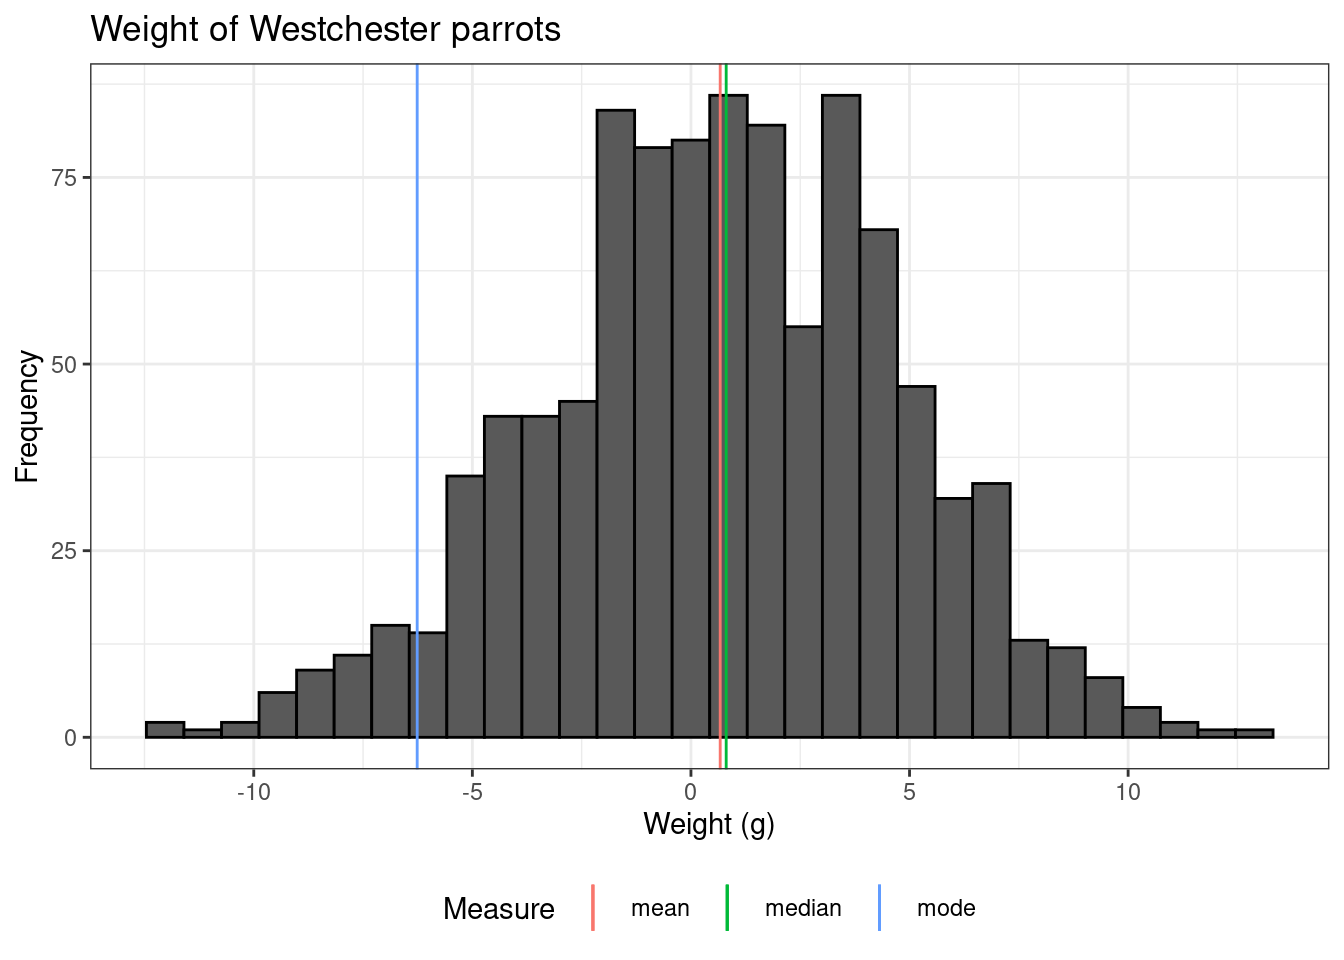 Weight of Westchester parrots
Frequency
75
50
25
0
-10 -5 0 5 10
Weight (g)
Measure mean median mode